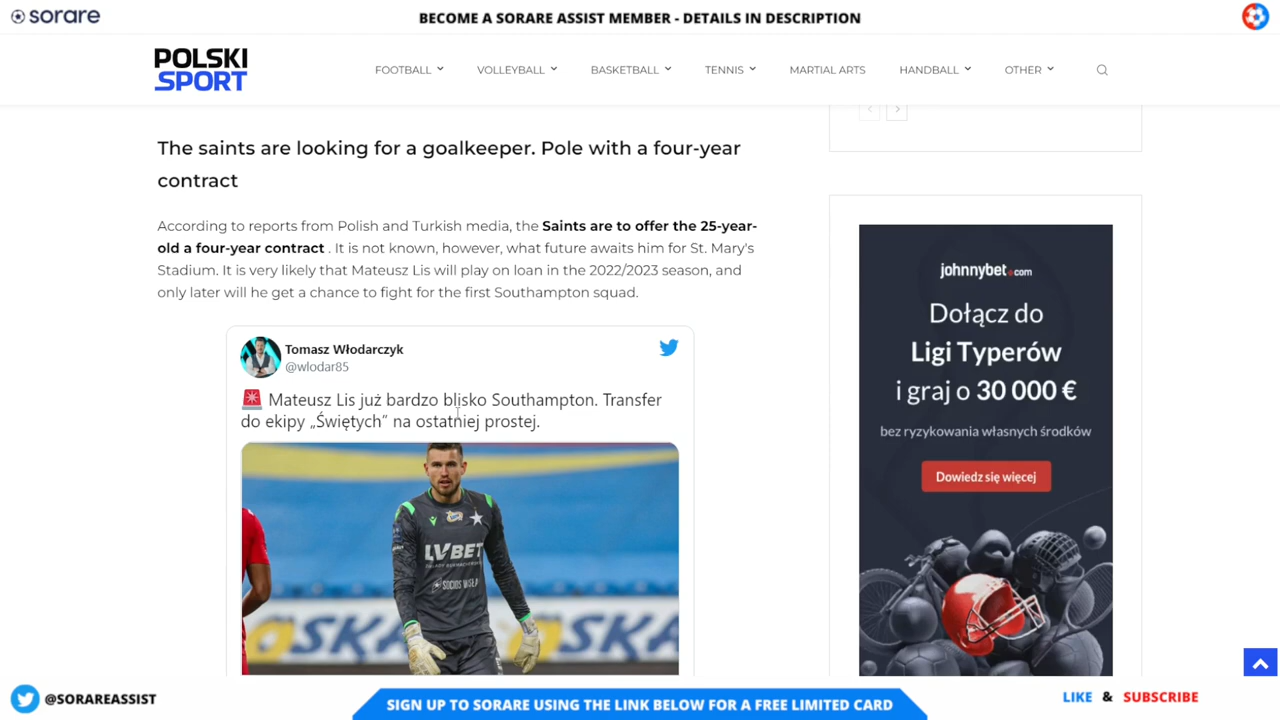 sorare
BECOME A SORARE ASSIST MEMBER - DETAILS IN DESCRIPTION
POLSKI
SPORT
FOOTBALL
VOLLEYBALL
BASKETBALL
TENNIS
MARTIAL ARTS
HANDBALL
OTHER
The saints are looking for a goalkeeper. Pole with a four-year
contract
According to reports from Polish and Turkish media, the Saints are to offer the 25-year-
old a four-year contract . It is not known, however, what future awaits him for St. Mary's
Stadium. It is very likely that Mateusz Lis will play on loan in the 2022/2023 season, and
only later will he get a chance to fight for the first Southampton squad.
Tomasz Włodarczyk
@wlodar85
Mateusz Lis już bardzo blisko Southampton. Transfer
do ekipy „Świętych” na ostatniej prostej.
LVBET
SOCIOS
johnnybet.com
Dołącz do
Ligi Typerów
i graj o 30 000 €
bez ryzykowania własnych środków
Dowiedz się więcej
@SORAREASSIST
SIGN UP TO SORARE USING THE LINK BELOW FOR A FREE LIMITED CARD
LIKE & SUBSCRIBE